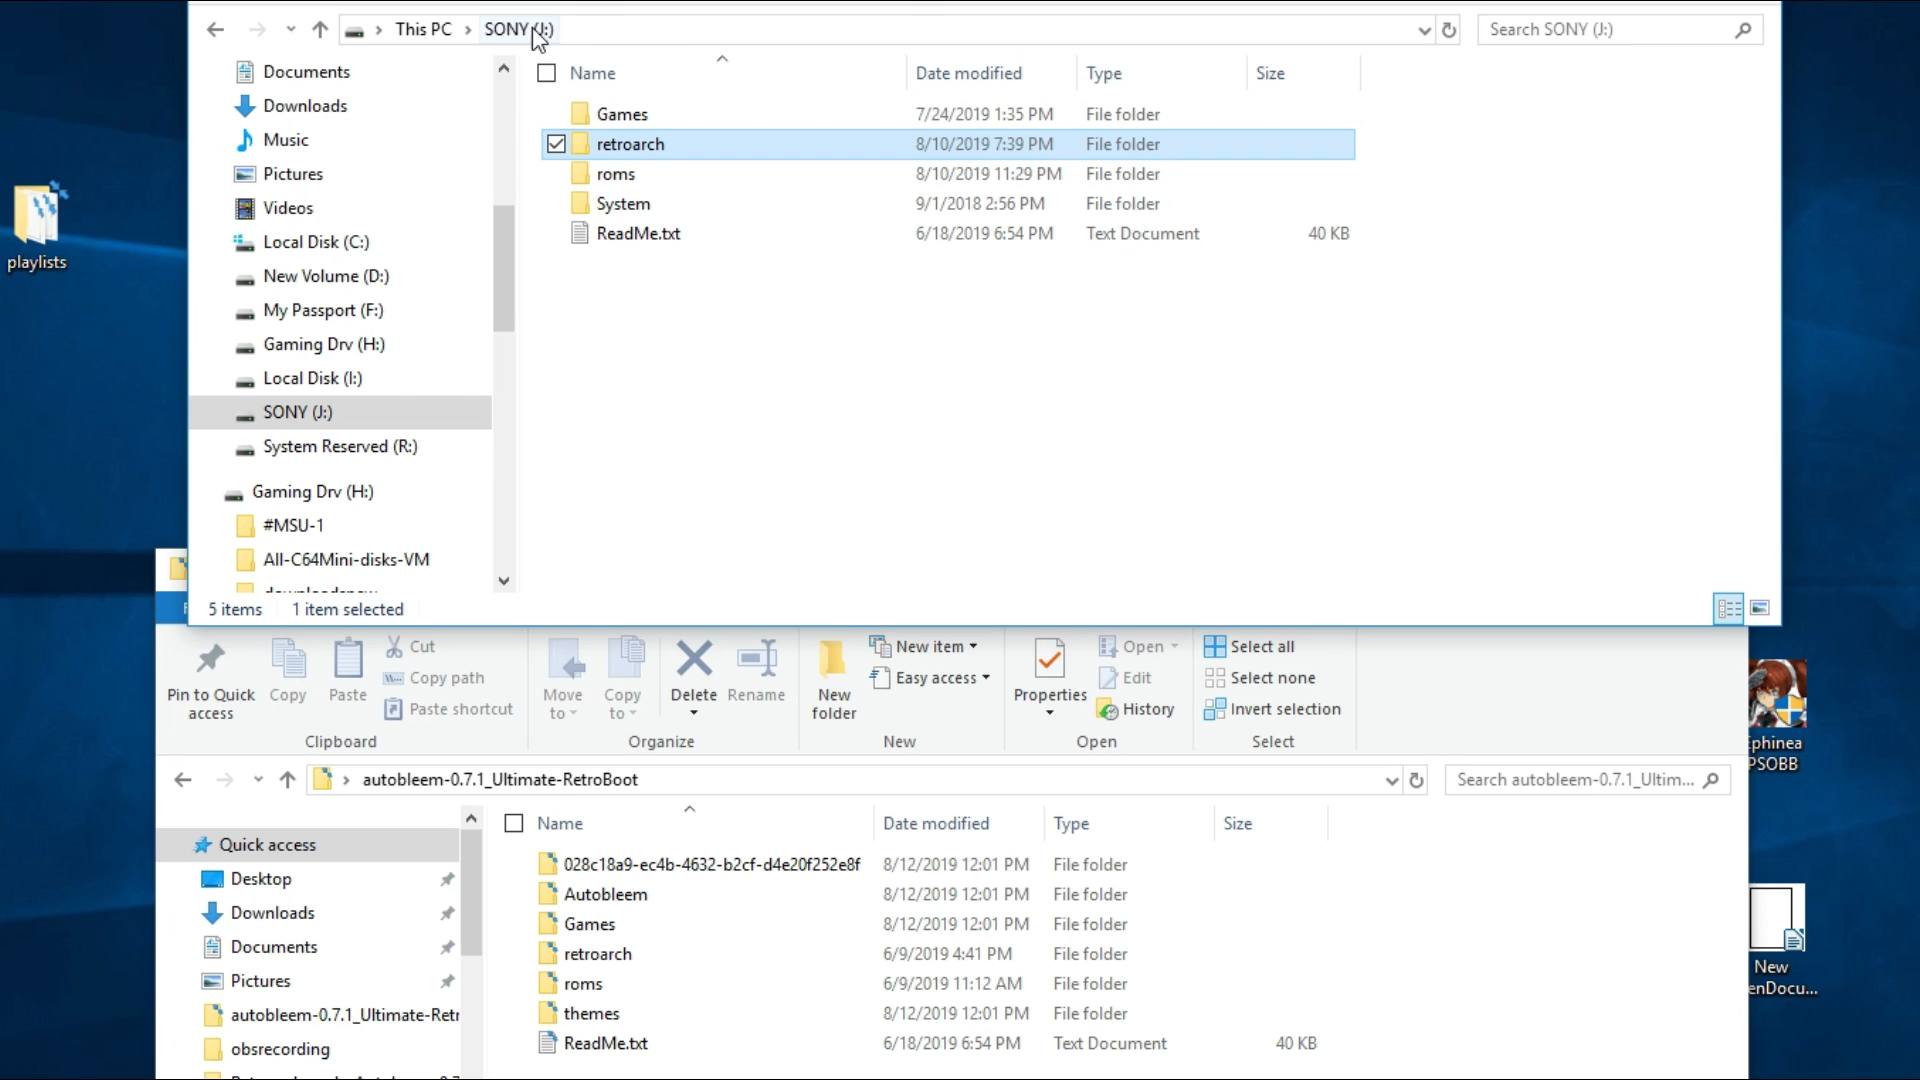 This PC > SONY (J:)
Search SONY (J:)
Documents
Downloads
Music
Pictures
Videos
Local Disk (C:)
New Volume (D:)
My Passport (F:)
Gaming Drv (H:)
Local Disk (I:)
SONY (J:)
System Reserved (R:)
Gaming Drv (H:)
#MSU-1
All-C64Mini-disks-VM
Name Date modified Type Size
Games 7/24/2019 1:35 PM File folder
retroarch 8/10/2019 7:39 PM File folder
roms 8/10/2019 11:29 PM File folder
System 9/1/2018 2:56 PM File folder
ReadMe.txt 6/18/2019 6:54 PM Text Document 40 KB
5 items 1 item selected
playlists
Pin to Quick
access
Copy
Paste
Cut
Copy path
Paste shortcut
Clipboard
Move
to
Copy
to
Delete
Rename
Organize
New
folder
New item
Easy access
New
Properties
Open
Edit
History
Open
Select all
Select none
Invert selection
Select
autobleem-0.7.1_Ultimate-RetroBoot
Search autobleem-0.7.1_Ultim...
Quick access
Desktop
Downloads
Documents
Pictures
autobleem-0.7.1_Ultimate-Retr
obsrecording
Name Date modified Type Size
028c18a9-ec4b-4632-b2cf-d4e20f252e8f 8/12/2019 12:01 PM File folder
Autobleem 8/12/2019 12:01 PM File folder
Games 8/12/2019 12:01 PM File folder
retroarch 6/9/2019 4:41 PM File folder
roms 6/9/2019 11:12 AM File folder
themes 8/12/2019 12:01 PM File folder
ReadMe.txt 6/18/2019 6:54 PM Text Document 40 KB
phinea
PSOBB
New
enDocu...